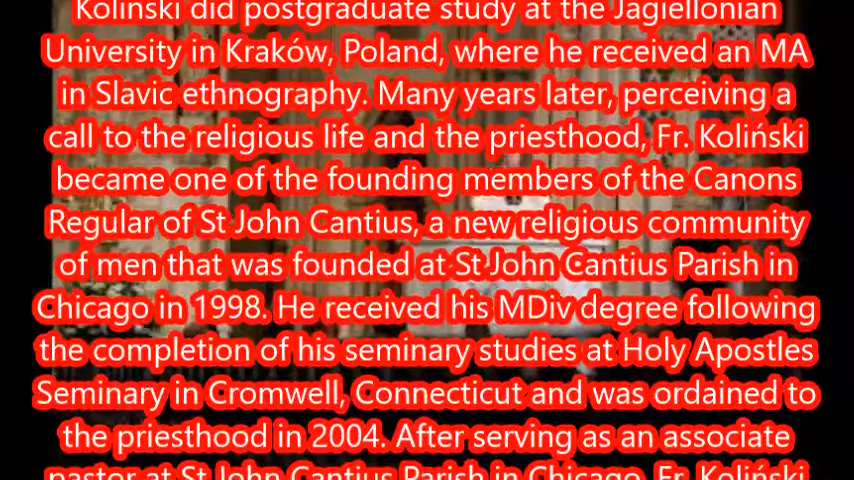 Koliński did postgraduate study at the Jagiellonian
University in Kraków, Poland, where he received an MA
in Slavic ethnography. Many years later, perceiving a
call to the religious life and the priesthood, Fr. Koliński
became one of the founding members of the Canons
Regular of St John Cantius, a new religious community
of men that was founded at St John Cantius Parish in
Chicago in 1998. He received his MDiv degree following
the completion of his seminary studies at Holy Apostles
Seminary in Cromwell, Connecticut and was ordained to
the priesthood in 2004. After serving as an associate
pastor at St John Cantius Parish in Chicago, Fr. Koliński